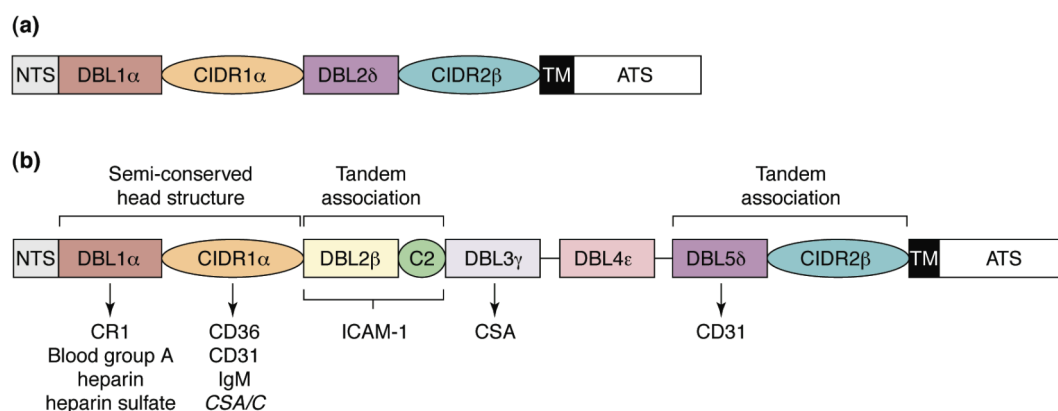 (a)
NTS DBL1α CIDR1α DBL2δ CIDR2β TM ATS
(b)
Semi-conserved head structure
Tandem association
Tandem association
NTS DBL1α CIDR1α DBL2β C2 DBL3γ DBL4ε DBL5δ CIDR2β TM ATS
CR1
Blood group A
heparin
heparin sulfate
CD36
CD31
IgM
CSA/C
ICAM-1
CSA
CD31